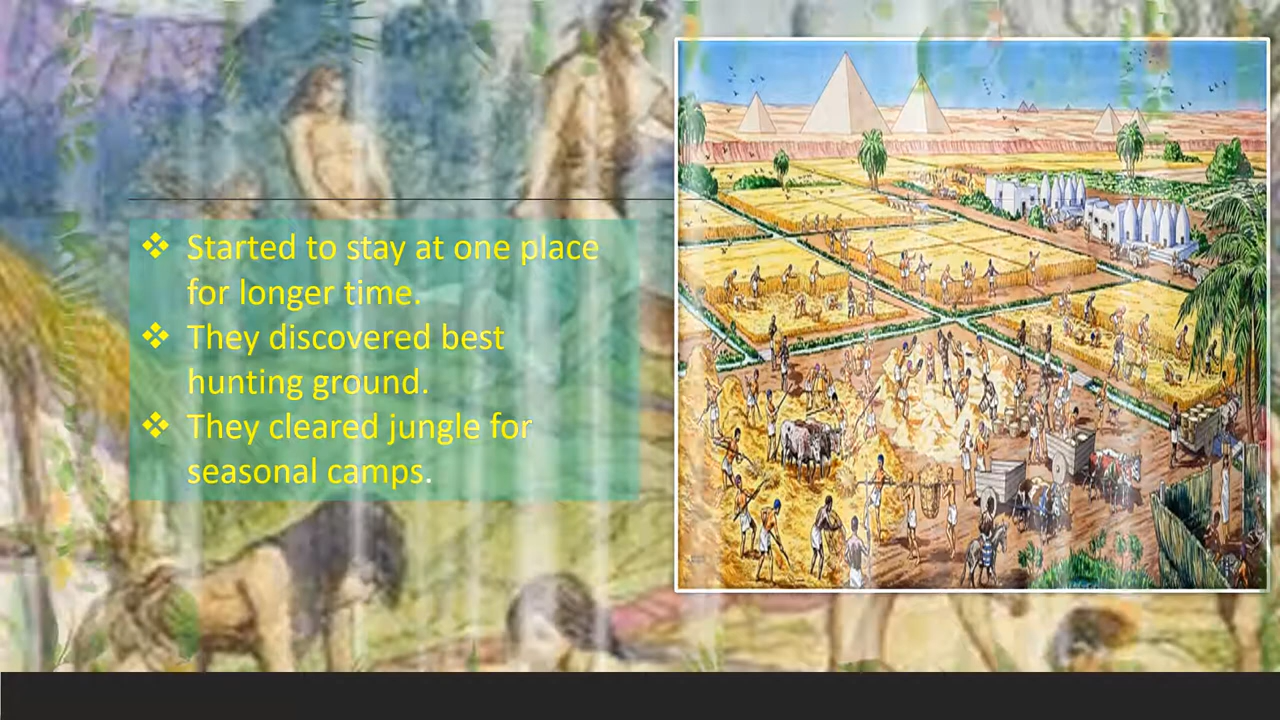 ❖ Started to stay at one place
for longer time.
❖ They discovered best
hunting ground.
❖ They cleared jungle for
seasonal camps.